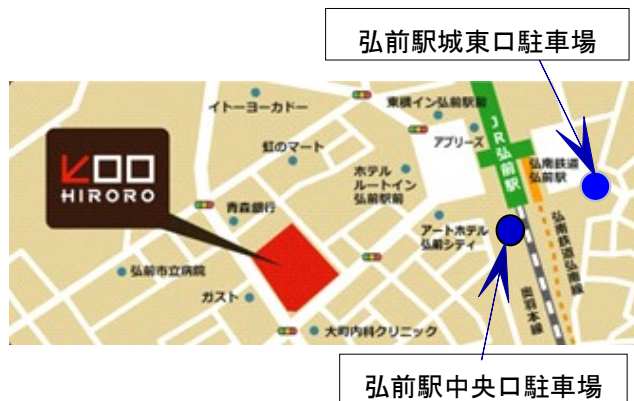 弘前駅城東口駐車場
イトーヨーカドー
東横イン弘前駅前
アプリーズ
JR弘前駅
弘南鉄道
弘前駅
虹のマート
ホテル
ルートイン
弘前駅前
HIRORO
青森銀行
アートホテル
弘前シティ
弘南鉄道弘南線
弘前市立病院
ガスト
大町内科クリニック
奥羽本線
弘前駅中央口駐車場